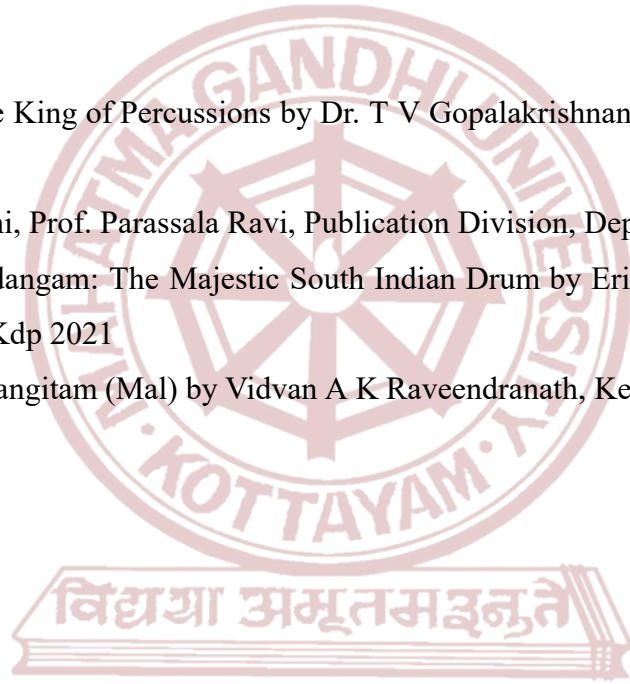 e King of Percussions by Dr. T V Gopalakrishnan
ni, Prof. Parassala Ravi, Publication Division, Dep
dangam: The Majestic South Indian Drum by Eri
Kdp 2021
angitam (Mal) by Vidvan A K Raveendranath, Ke
MAHATMA GANDHI UNIVERSITY
• KOTTAYAM •
विद्यया अमृतमश्नुते